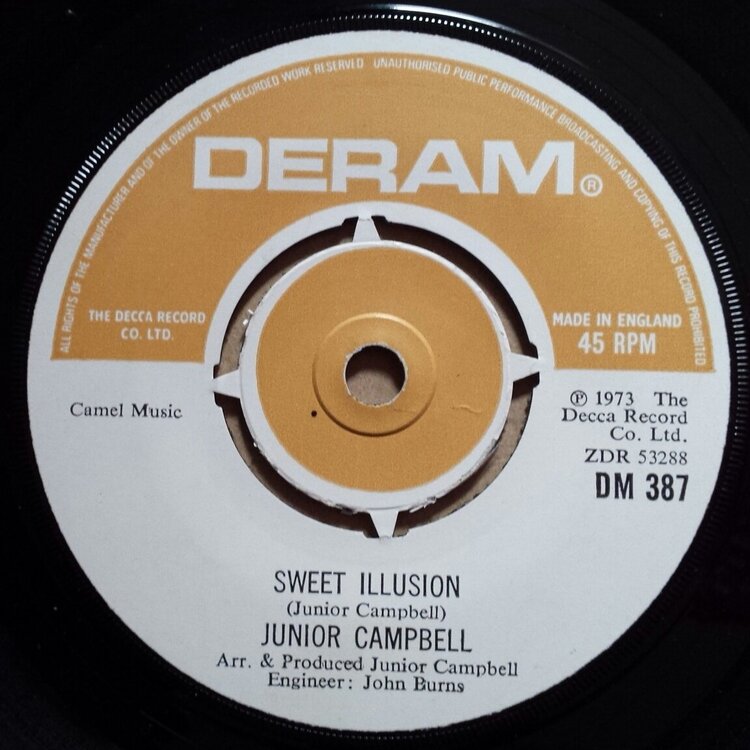 ALL RIGHTS OF THE MANUFACTURER AND OF THE OWNER OF THE RECORDED WORK RESERVED UNAUTHORISED PUBLIC PERFORMANCE BROADCASTING AND COPYING OF THIS RECORD PROHIBITED
DERAM®
THE DECCA RECORD
CO. LTD.
MADE IN ENGLAND
45 RPM
Camel Music
℗ 1973 The
Decca Record
Co. Ltd.
ZDR 53288
DM 387
SWEET ILLUSION
(Junior Campbell)
JUNIOR CAMPBELL
Arr. & Produced Junior Campbell
Engineer: John Burns